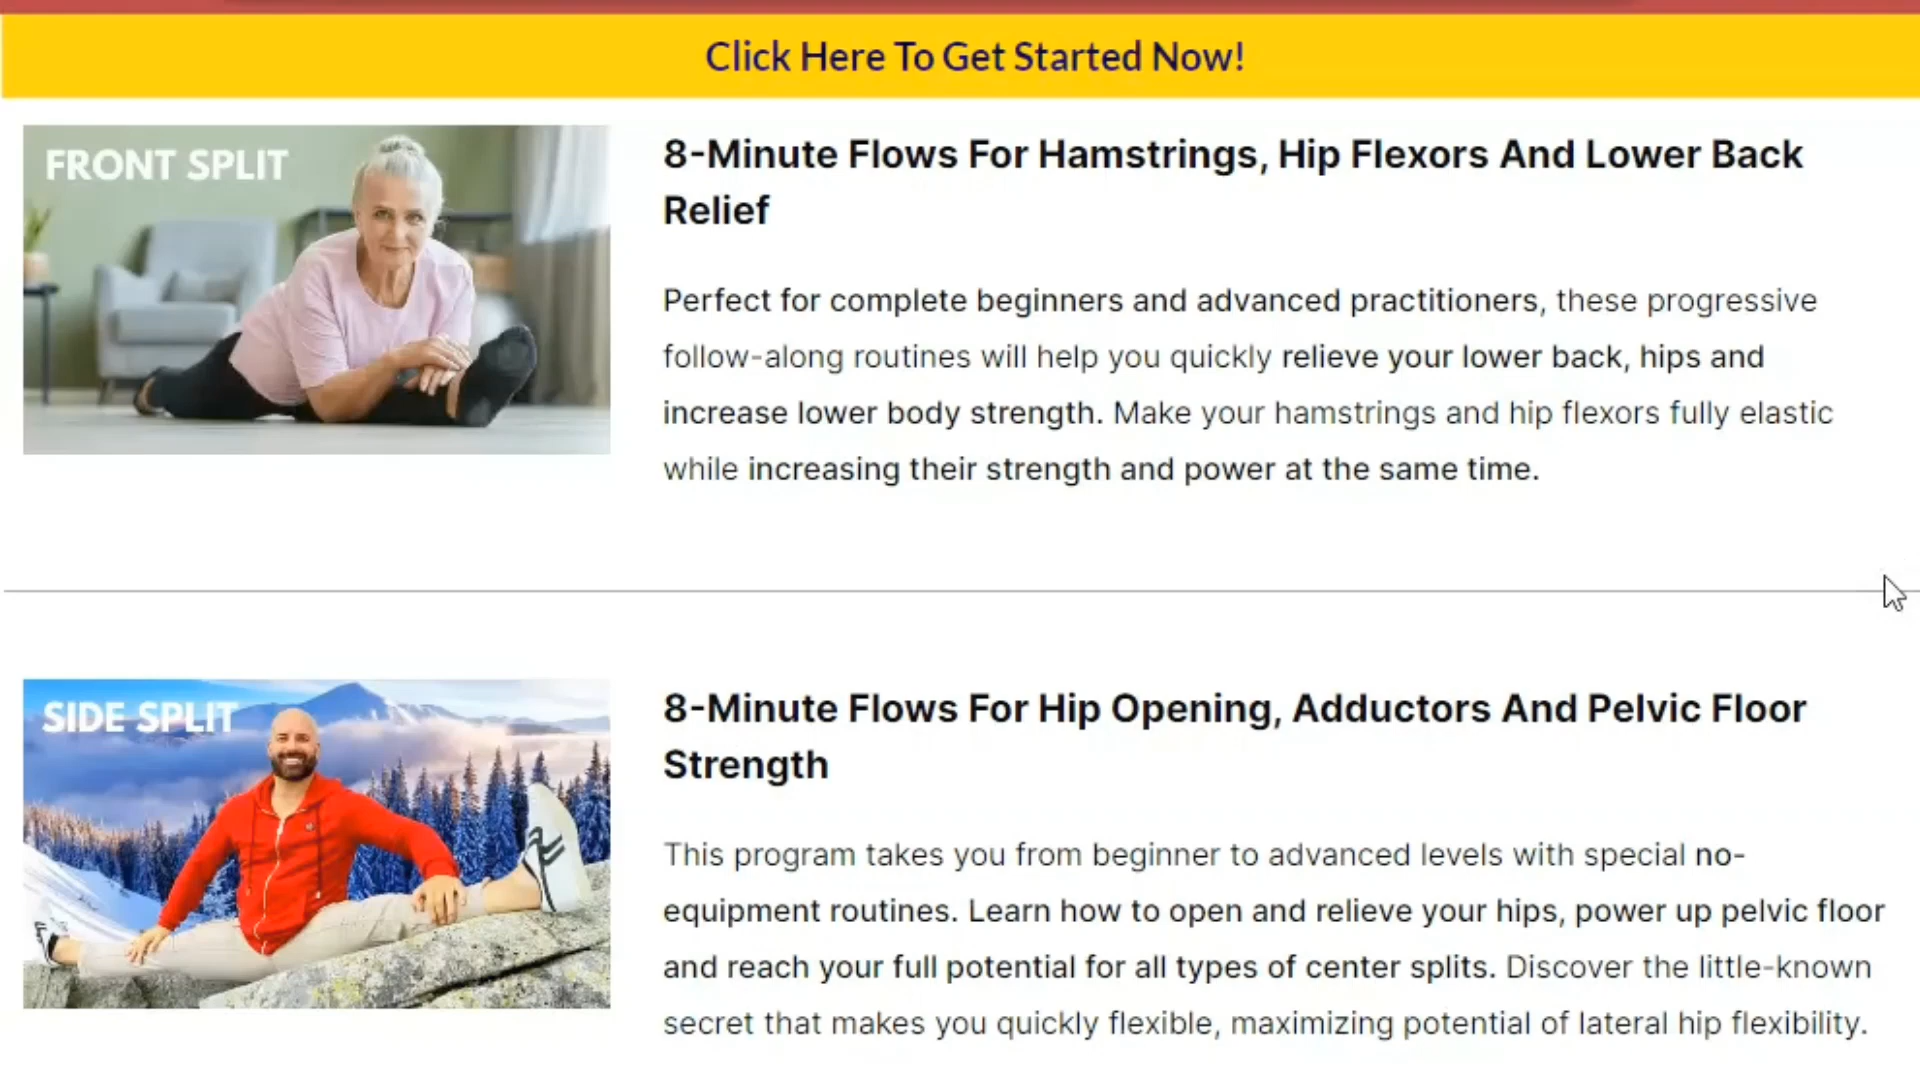 Click Here To Get Started Now!
FRONT SPLIT
8-Minute Flows For Hamstrings, Hip Flexors And Lower Back
Relief
Perfect for complete beginners and advanced practitioners, these progressive
follow-along routines will help you quickly relieve your lower back, hips and
increase lower body strength. Make your hamstrings and hip flexors fully elastic
while increasing their strength and power at the same time.
SIDE SPLIT
8-Minute Flows For Hip Opening, Adductors And Pelvic Floor
Strength
This program takes you from beginner to advanced levels with special no-
equipment routines. Learn how to open and relieve your hips, power up pelvic floor
and reach your full potential for all types of center splits. Discover the little-known
secret that makes you quickly flexible, maximizing potential of lateral hip flexibility.